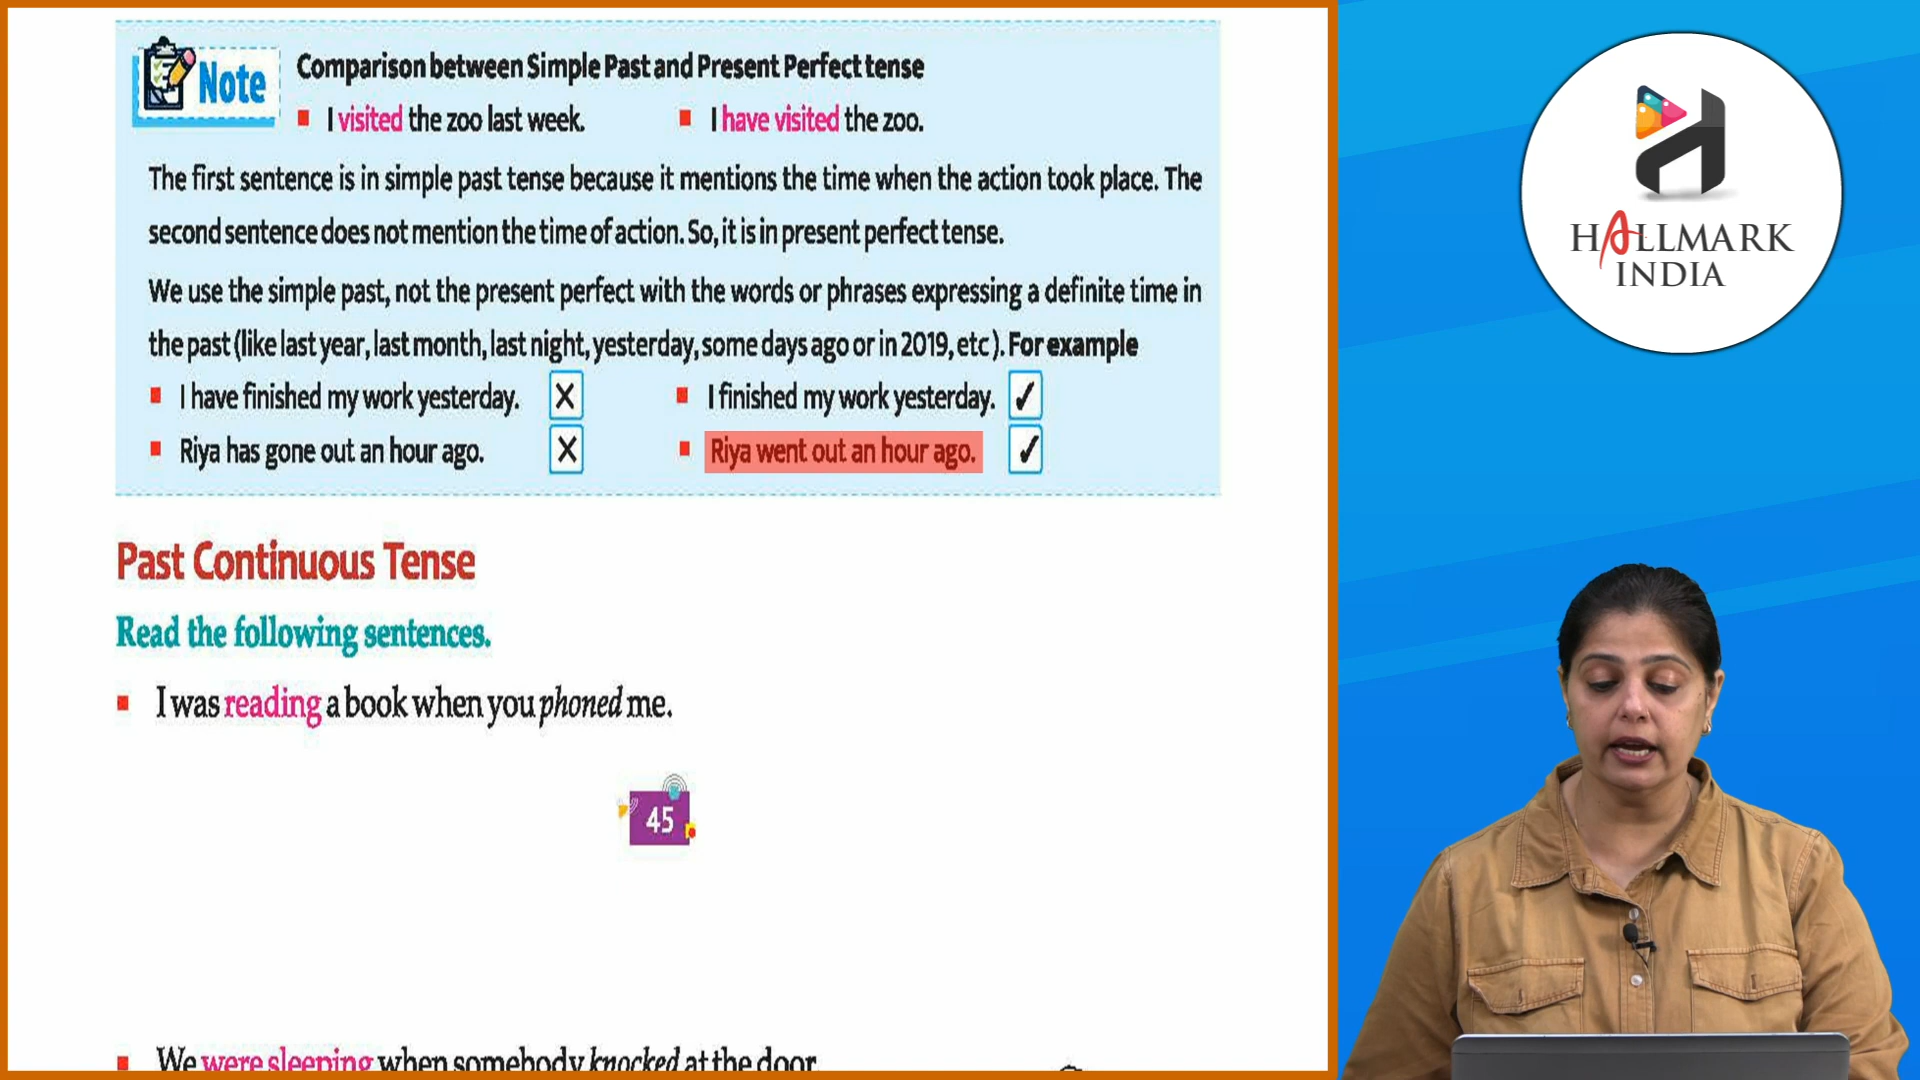 Note
Comparison between Simple Past and Present Perfect tense
I visited the zoo last week.
I have visited the zoo.
The first sentence is in simple past tense because it mentions the time when the action took place. The
second sentence does not mention the time of action. So, it is in present perfect tense.
We use the simple past, not the present perfect with the words or phrases expressing a definite time in
the past (like last year, last month, last night, yesterday, some days ago or in 2019, etc). For example
I have finished my work yesterday.
I finished my work yesterday.
Riya has gone out an hour ago.
Riya went out an hour ago.
Past Continuous Tense
Read the following sentences.
I was reading a book when you phoned me.
45
We were sleeping when somebody knocked at the door.
HALLMARK
INDIA